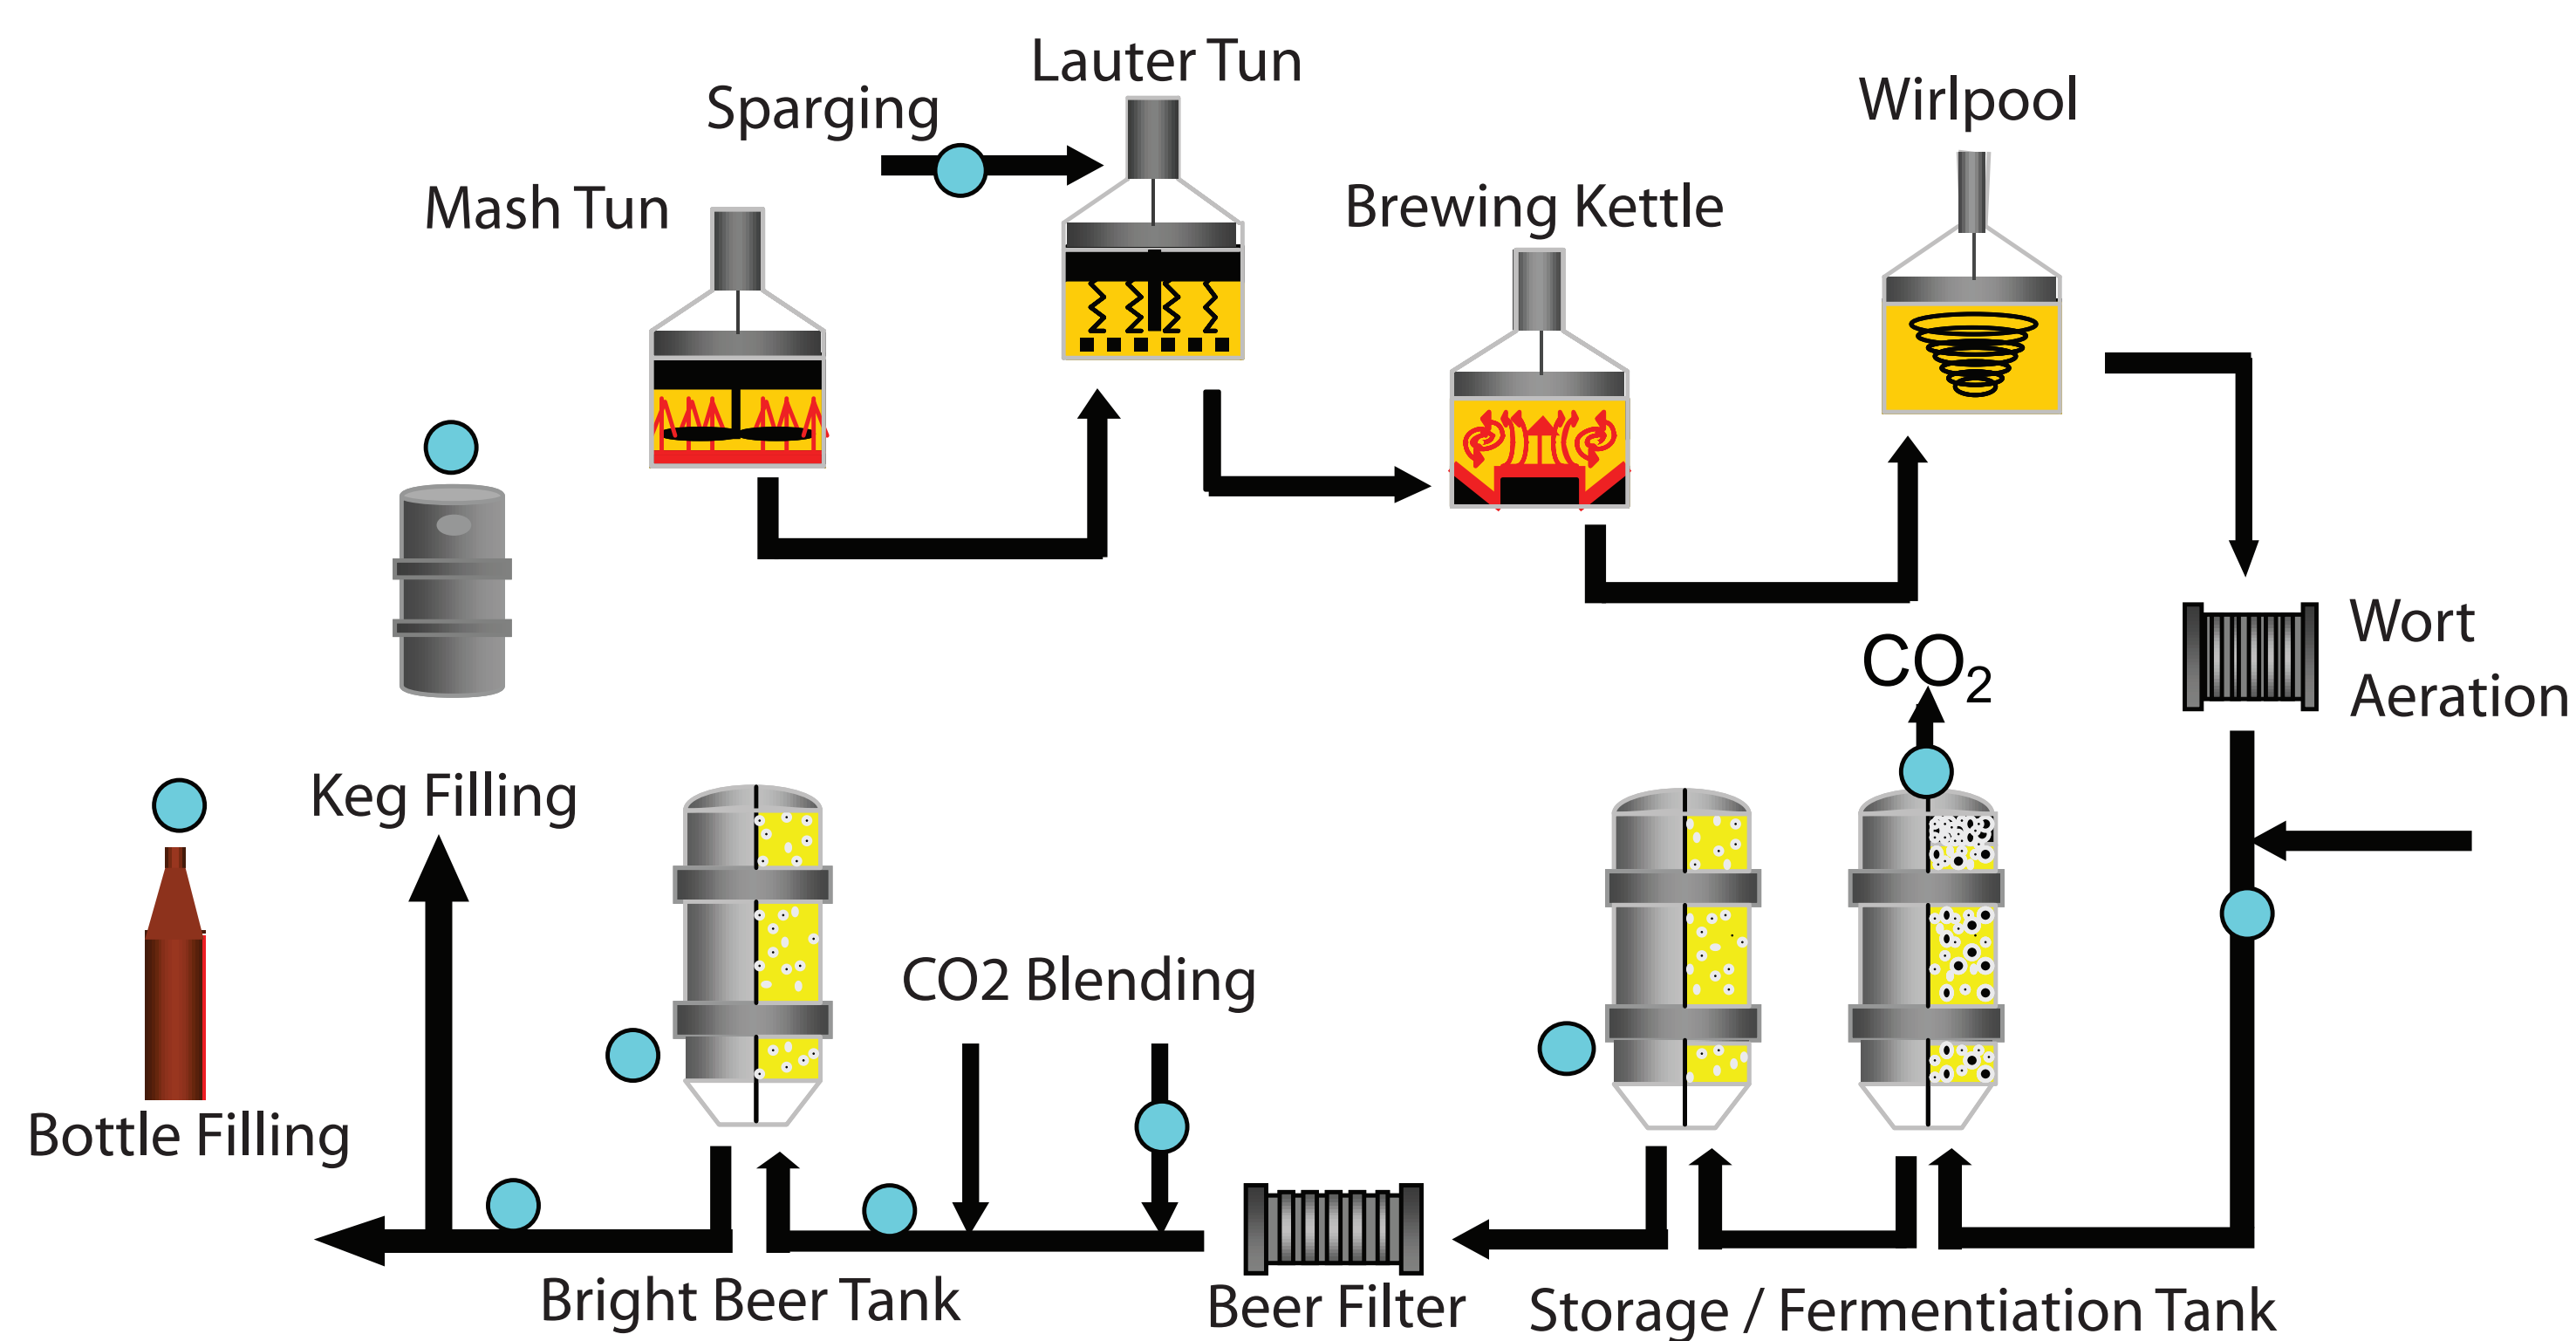 Lauter Tun
Sparging
Wirlpool
Mash Tun
Brewing Kettle
Wort
Aeration
CO₂
Keg Filling
CO2 Blending
Bottle Filling
Bright Beer Tank
Beer Filter
Storage / Fermentiation Tank